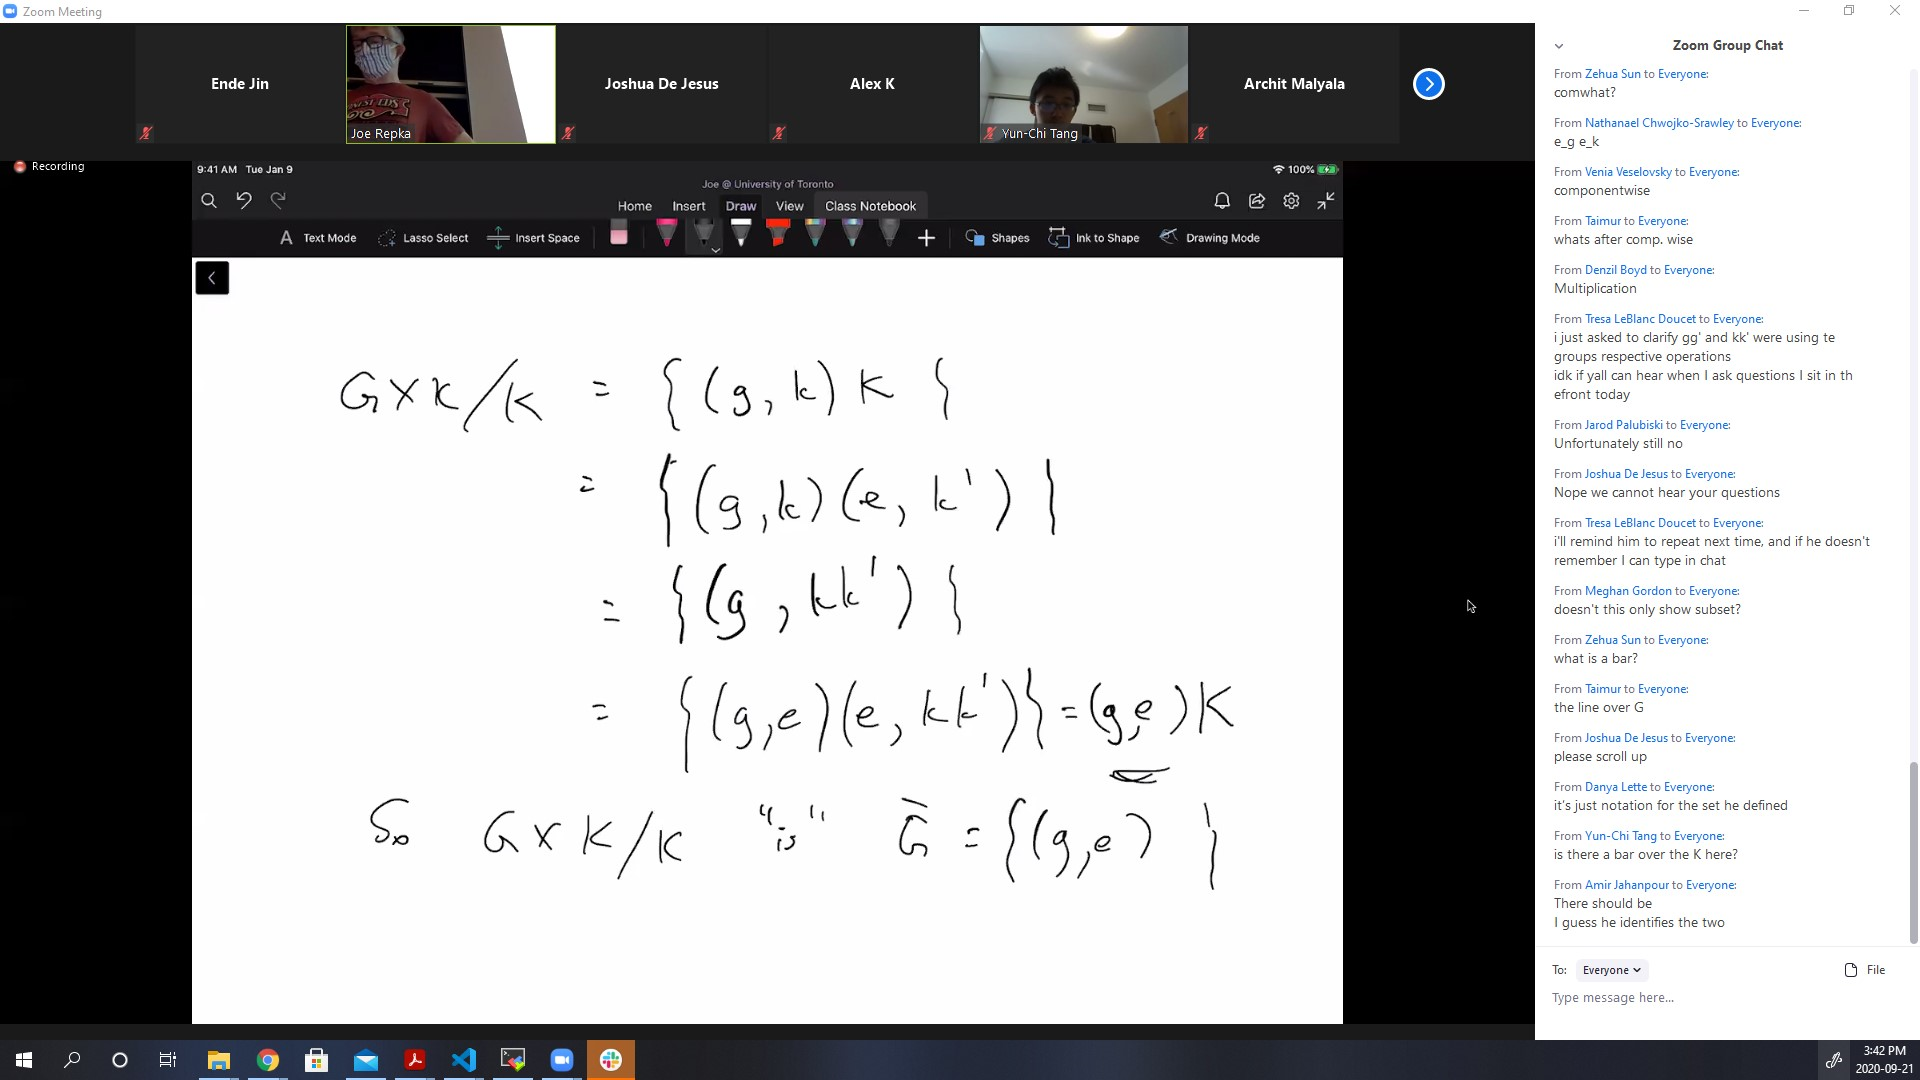 Zoom Meeting
Ende Jin
Joe Repka
Joshua De Jesus
Alex K
Yun-Chi Tang
Archit Malyala
Recording
9:41 AM Tue Jan 9
100%
Joe @ University of Toronto
Home Insert Draw View Class Notebook
Text Mode Lasso Select Insert Space Shapes Ink to Shape Drawing Mode
G×K/K = { (g, k) K }
= { (g, k) (e, k') }
= { (g, kk') }
= { (g, e) (e, kk') } = (g, e) K
So G×K/K "is" Ḡ = { (g, e) }
Zoom Group Chat
From Zehua Sun to Everyone:
comwhat?
From Nathanael Chwojko-Srawley to Everyone:
e_g e_k
From Venia Veselovsky to Everyone:
componentwise
From Taimur to Everyone:
whats after comp. wise
From Denzil Boyd to Everyone:
Multiplication
From Tresa LeBlanc Doucet to Everyone:
i just asked to clarify gg' and kk' were using te
groups respective operations
idk if yall can hear when I ask questions I sit in th
efront today
From Jarod Palubiski to Everyone:
Unfortunately still no
From Joshua De Jesus to Everyone:
Nope we cannot hear your questions
From Tresa LeBlanc Doucet to Everyone:
i'll remind him to repeat next time, and if he doesn't
remember I can type in chat
From Meghan Gordon to Everyone:
doesn't this only show subset?
From Zehua Sun to Everyone:
what is a bar?
From Taimur to Everyone:
the line over G
From Joshua De Jesus to Everyone:
please scroll up
From Danya Lette to Everyone:
it's just notation for the set he defined
From Yun-Chi Tang to Everyone:
is there a bar over the K here?
From Amir Jahanpour to Everyone:
There should be
I guess he identifies the two
To: Everyone File
Type message here...
3:42 PM
2020-09-21